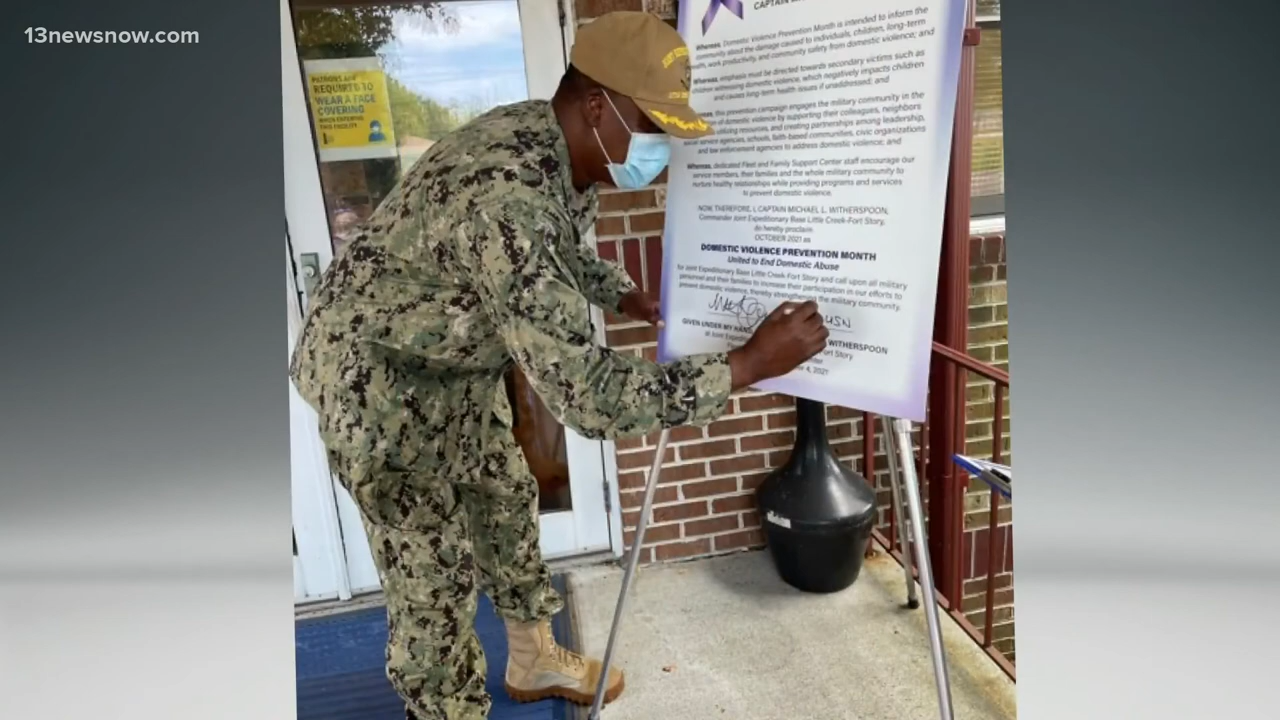 13newsnow.com
PATRONS ARE
REQUIRED TO
WEAR A FACE
COVERING
WHEN ENTERING
THIS FACILITY
Whereas, Domestic Violence Prevention Month is intended to inform the
community about the damage caused to individuals, children, long-term
health, work productivity, and community safety from domestic violence; and
Whereas, emphasis must be directed towards secondary victims such as
children witnessing domestic violence, which negatively impacts children
and causes long-term health issues if unaddressed; and
Whereas, this prevention campaign engages the military community in the
of domestic violence by supporting their colleagues, neighbors
utilizing resources, and creating partnerships among leadership,
social service agencies, schools, faith-based communities, civic organizations
and law enforcement agencies to address domestic violence; and
Whereas, dedicated Fleet and Family Support Center staff encourage our
service members, their families and the whole military community to
nurture healthy relationships while providing programs and services
to prevent domestic violence.
NOW, THEREFORE, I, CAPTAIN MICHAEL L. WITHERSPOON,
Commander Joint Expeditionary Base Little Creek-Fort Story,
do hereby proclaim
OCTOBER 2021 as
DOMESTIC VIOLENCE PREVENTION MONTH
United to End Domestic Abuse
for Joint Expeditionary Base Little Creek-Fort Story and call upon all military
personnel and their families to increase their participation in our efforts to
prevent domestic violence, thereby strengthening the military community.
USN
GIVEN UNDER MY HAND WITHERSPOON
at Joint Expedi Fort Story
4, 2021